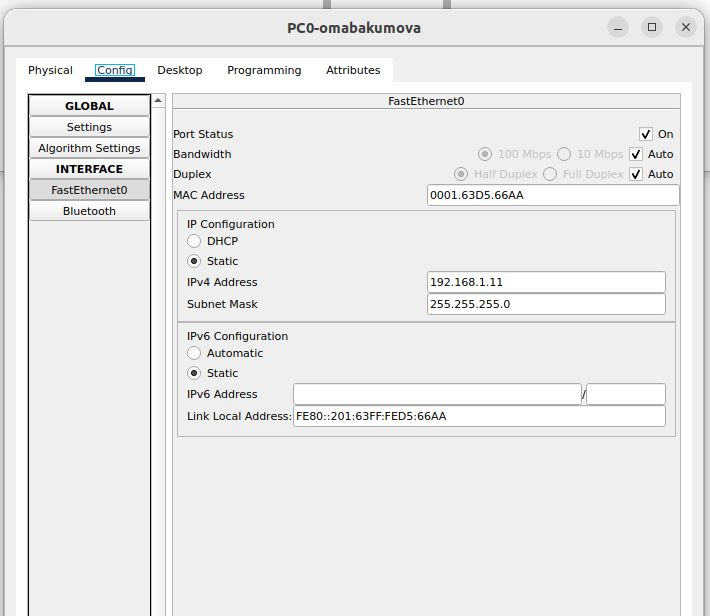 PC0-omabakumova
Physical Config Desktop Programming Attributes
GLOBAL
Settings
Algorithm Settings
INTERFACE
FastEthernet0
Bluetooth
FastEthernet0
Port Status On
Bandwidth 100 Mbps 10 Mbps Auto
Duplex Half Duplex Full Duplex Auto
MAC Address 0001.63D5.66AA
IP Configuration
DHCP
Static
IPv4 Address 192.168.1.11
Subnet Mask 255.255.255.0
IPv6 Configuration
Automatic
Static
IPv6 Address /
Link Local Address: FE80::201:63FF:FED5:66AA